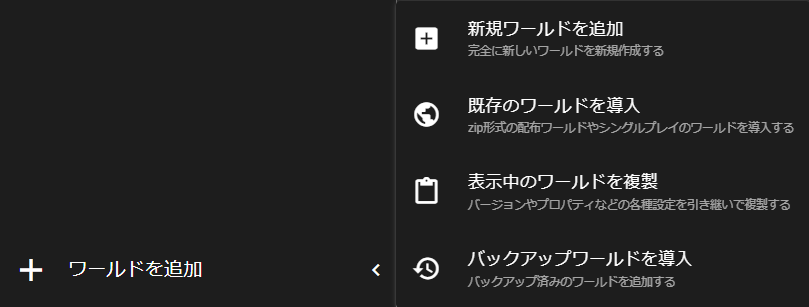 新規ワールドを追加
完全に新しいワールドを新規作成する
既存のワールドを導入
zip形式の配布ワールドやシングルプレイのワールドを導入する
表示中のワールドを複製
バージョンやプロパティなどの各種設定を引き継いで複製する
ワールドを追加
バックアップワールドを導入
バックアップ済みのワールドを追加する